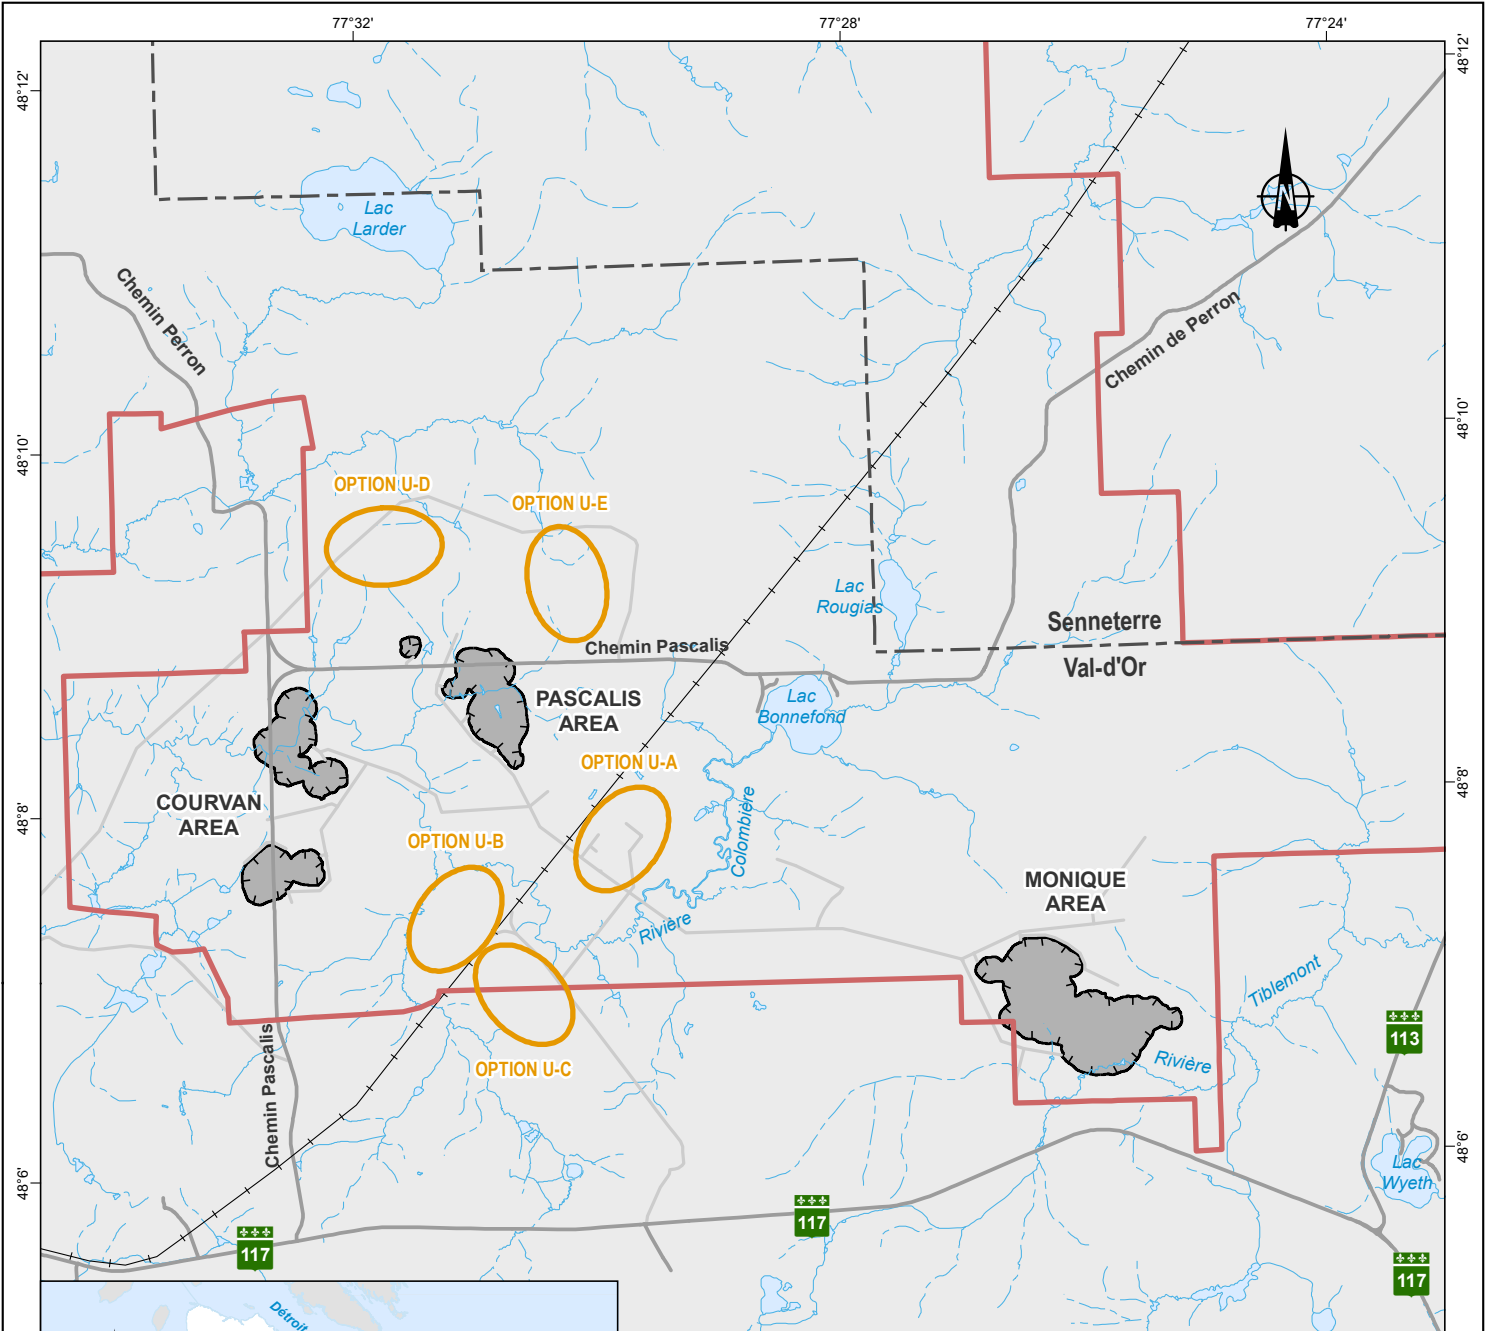 77°32'
77°28'
77°24'
48°12'
48°12'
Lac
Larder
N
Chemin Perron
Chemin de Perron
48°10'
48°10'
OPTION U-D
OPTION U-E
Lac
Rougias
Senneterre
Chemin Pascalis
Val-d'Or
PASCALIS
AREA
Lac
Bonnefond
OPTION U-A
COURVAN
AREA
48°8'
48°8'
Colombière
OPTION U-B
MONIQUE
AREA
Rivière
Tiblemont
Rivière
113
OPTION U-C
Chemin Pascalis
48°6'
48°6'
Lac
Wyeth
117
117
117
Détroit